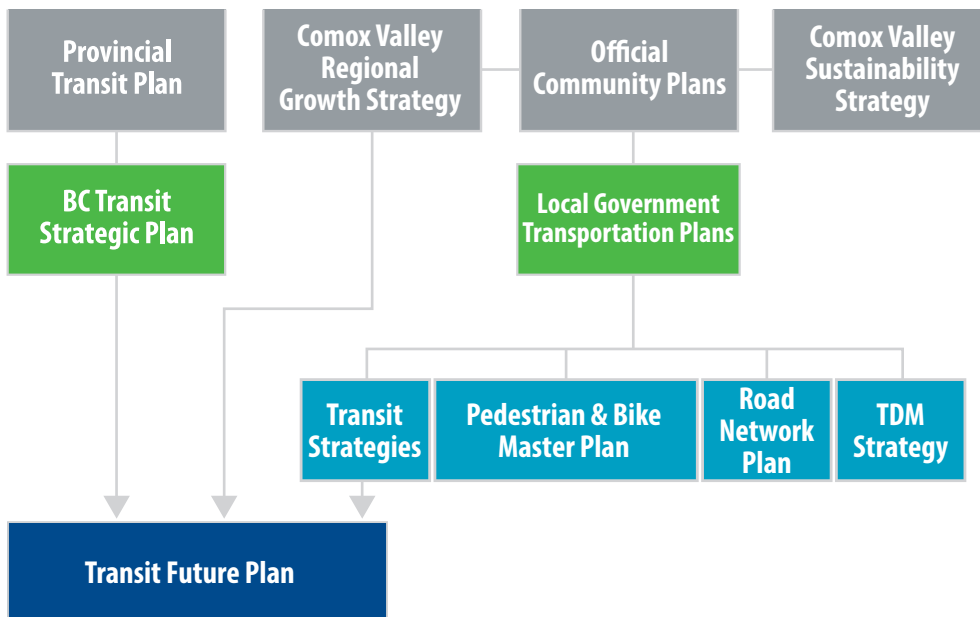 Provincial
Transit Plan
Comox Valley
Regional
Growth Strategy
Official
Community Plans
Comox Valley
Sustainability
Strategy
BC Transit
Strategic Plan
Local Government
Transportation Plans
Transit
Strategies
Pedestrian & Bike
Master Plan
Road
Network
Plan
TDM
Strategy
Transit Future Plan